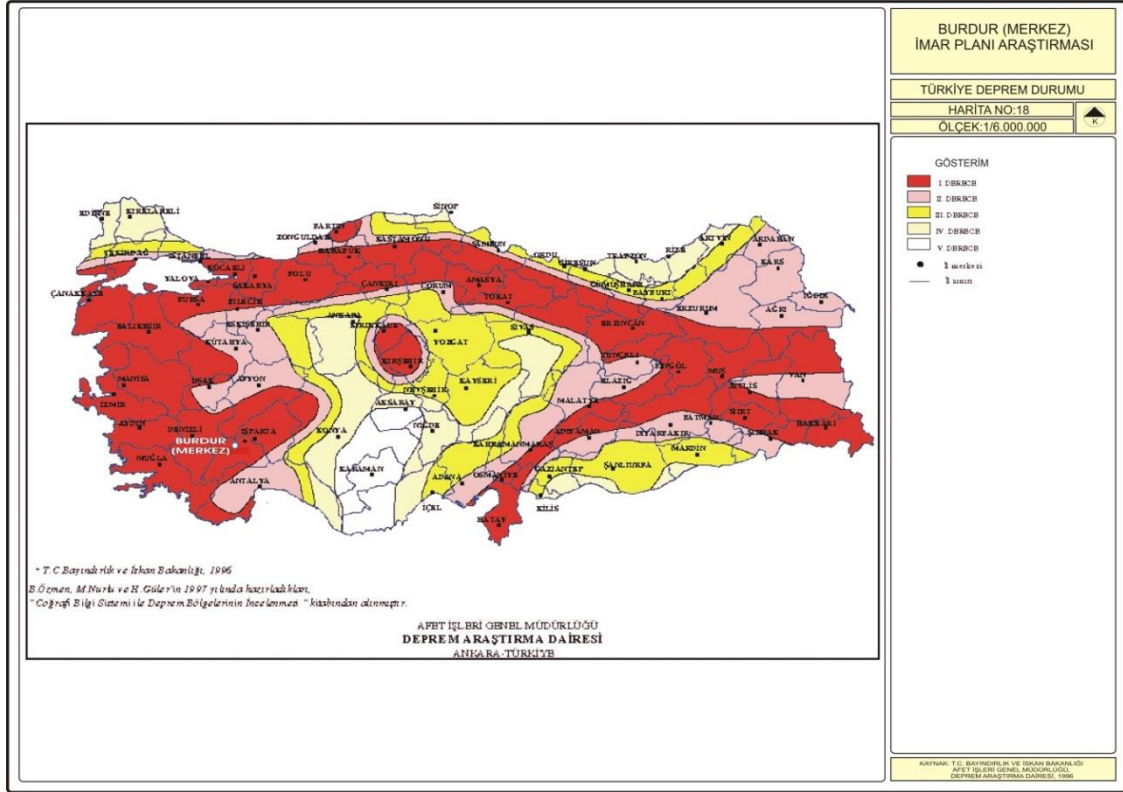 BURDUR (MERKEZ)
İMAR PLANI ARAŞTIRMASI
TÜRKİYE DEPREM DURUMU
HARİTA NO:18
ÖLÇEK:1/6.000.000
K
GÖSTERİM
I. DERECE
II. DERECE
III. DERECE
IV. DERECE
V. DERECE
İl merkezi
İl sınırı
EDİRNE
KIRKLARELİ
TEKİRDAĞ
İSTANBUL
YALOVA
KOCAELİ
SAKARYA
ÇANAKKALE
BURSA
BİLECİK
BOLU
ZONGULDAK
BARTIN
KARABÜK
KASTAMONU
SİNOP
SAMSUN
ORDU
GİRESUN
TRABZON
RİZE
ARTVİN
ARDAHAN
KARS
IĞDIR
AĞRI
ERZURUM
GÜMÜŞHANE
BAYBURT
ERZİNCAN
ÇANKIRI
ÇORUM
AMASYA
TOKAT
BALIKESİR
KÜTAHYA
ESKİŞEHİR
ANKARA
KIRIKKALE
YOZGAT
SİVAS
KIRŞEHİR
TUNCELİ
BİNGÖL
MUŞ
VAN
BİTLİS
MANİSA
UŞAK
AFYON
NEVŞEHİR
KAYSERİ
ELAZIĞ
MALATYA
İZMİR
AYDIN
DENİZLİ
ISPARTA
BURDUR
(MERKEZ)
KONYA
AKSARAY
NİĞDE
KAHRAMANMARAŞ
ADIYAMAN
DİYARBAKIR
BATMAN
SİİRT
ŞIRNAK
HAKKARİ
MUĞLA
ANTALYA
KARAMAN
ADANA
OSMANİYE
GAZİANTEP
ŞANLIURFA
MARDİN
İÇEL
KİLİS
HATAY
* T.C.Bayındırlık ve İskan Bakanlığı, 1996
B.Özmen, M.Nurlu ve H.Güler'in 1997 yılında hazırladıkları,
" Coğrafi Bilgi Sistemi ile Deprem Bölgelerinin İncelenmesi " kitabından alınmıştır.
AFET İŞLERİ GENEL MÜDÜRLÜĞÜ
DEPREM ARAŞTIRMA DAİRESİ
ANKARA-TÜRKİYE
KAYNAK: T.C. BAYINDIRLIK VE İSKAN BAKANLIĞI
AFET İŞLERİ GENEL MÜDÜRLÜĞÜ,
DEPREM ARAŞTIRMA DAİRESİ, 1996